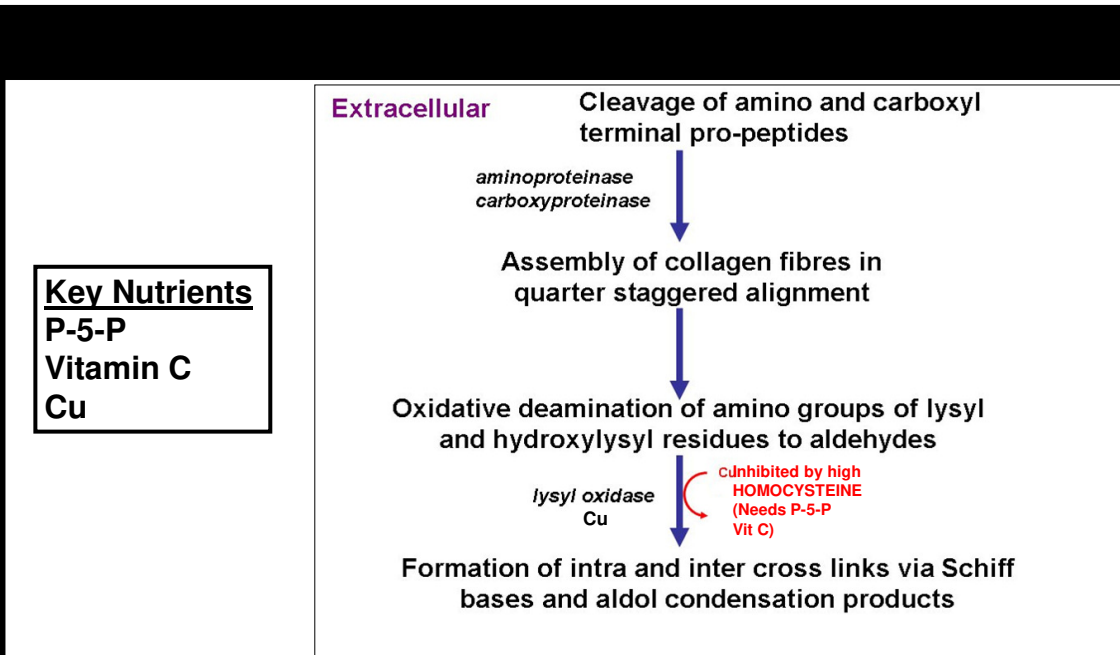 Extracellular
Cleavage of amino and carboxyl
terminal pro-peptides
aminoproteinase
carboxyproteinase
Assembly of collagen fibres in
quarter staggered alignment
Key Nutrients
P-5-P
Vitamin C
Cu
Oxidative deamination of amino groups of lysyl
and hydroxylysyl residues to aldehydes
lysyl oxidase
Cu
Cu
Inhibited by high
HOMOCYSTEINE
(Needs P-5-P
Vit C)
Formation of intra and inter cross links via Schiff
bases and aldol condensation products